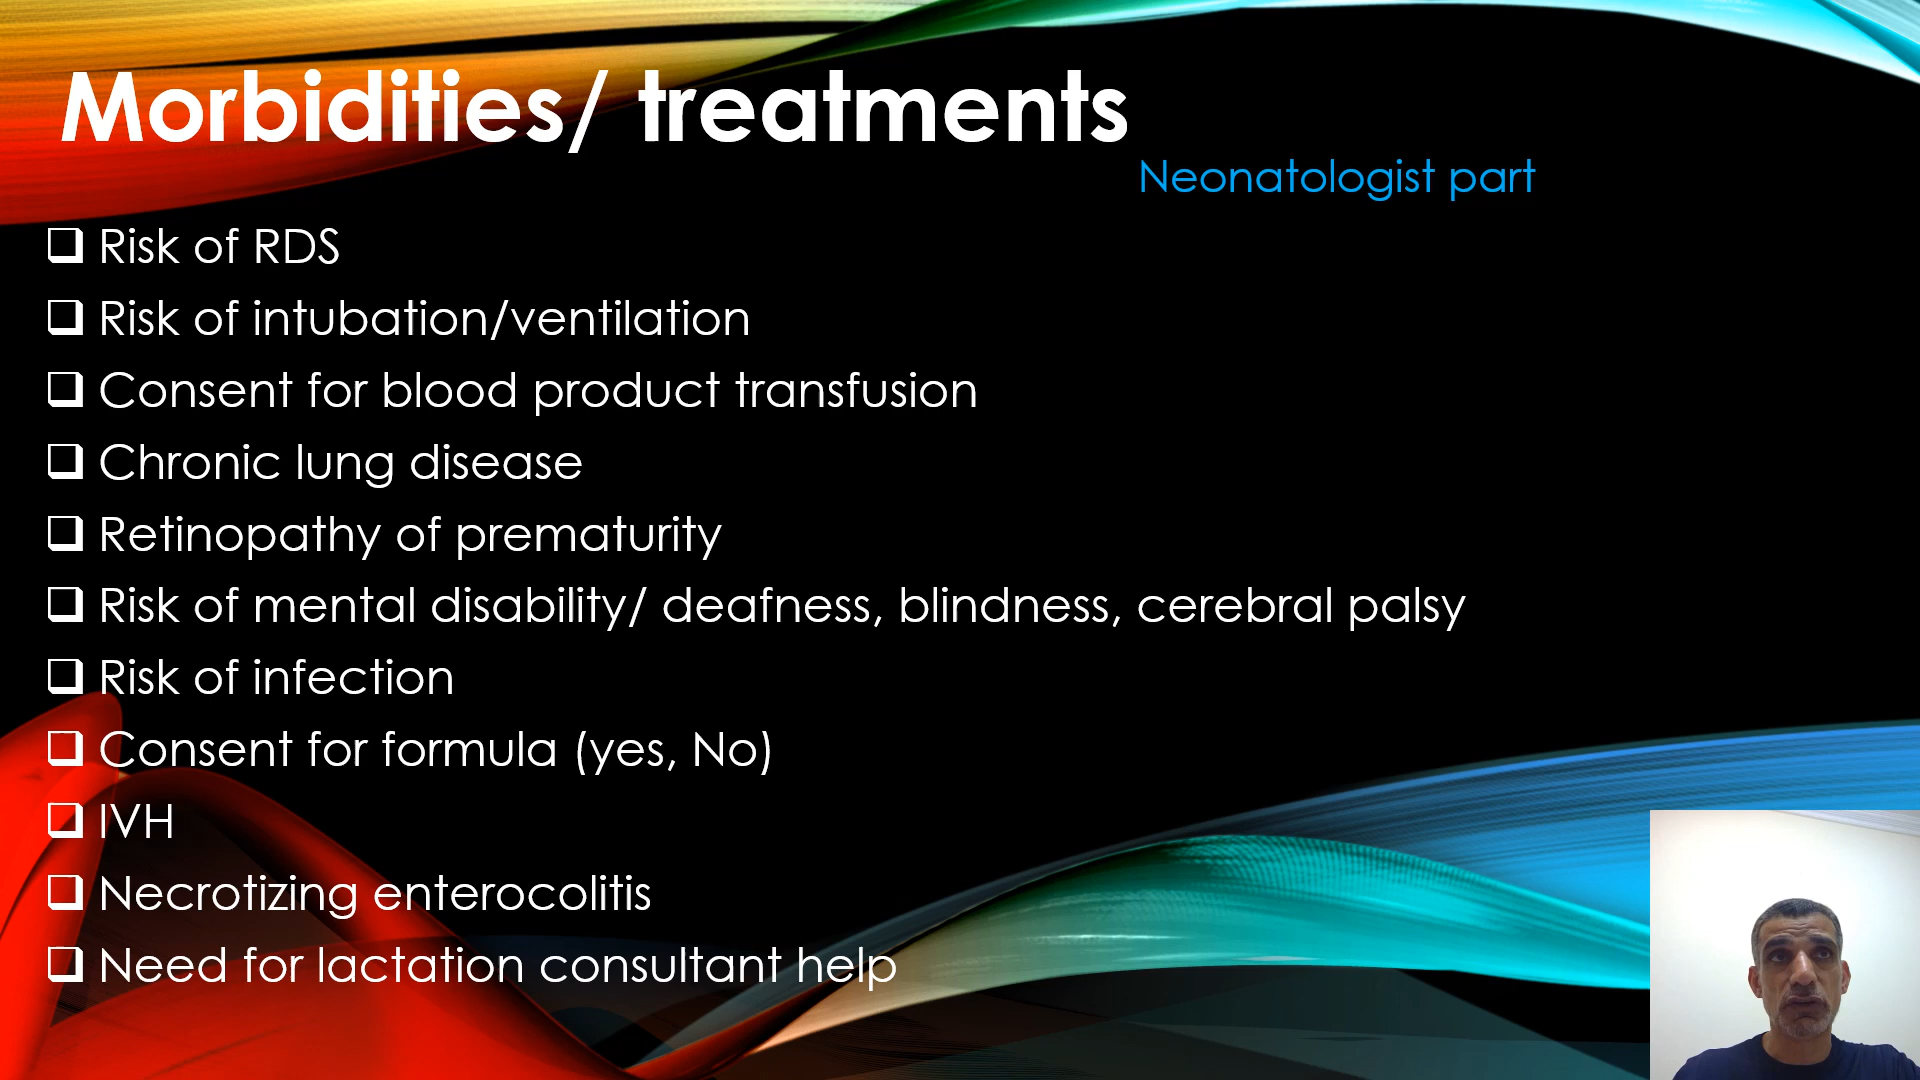 Morbidities/ treatments
Neonatologist part
Risk of RDS
Risk of intubation/ventilation
Consent for blood product transfusion
Chronic lung disease
Retinopathy of prematurity
Risk of mental disability/ deafness, blindness, cerebral palsy
Risk of infection
Consent for formula (yes, No)
IVH
Necrotizing enterocolitis
Need for lactation consultant help